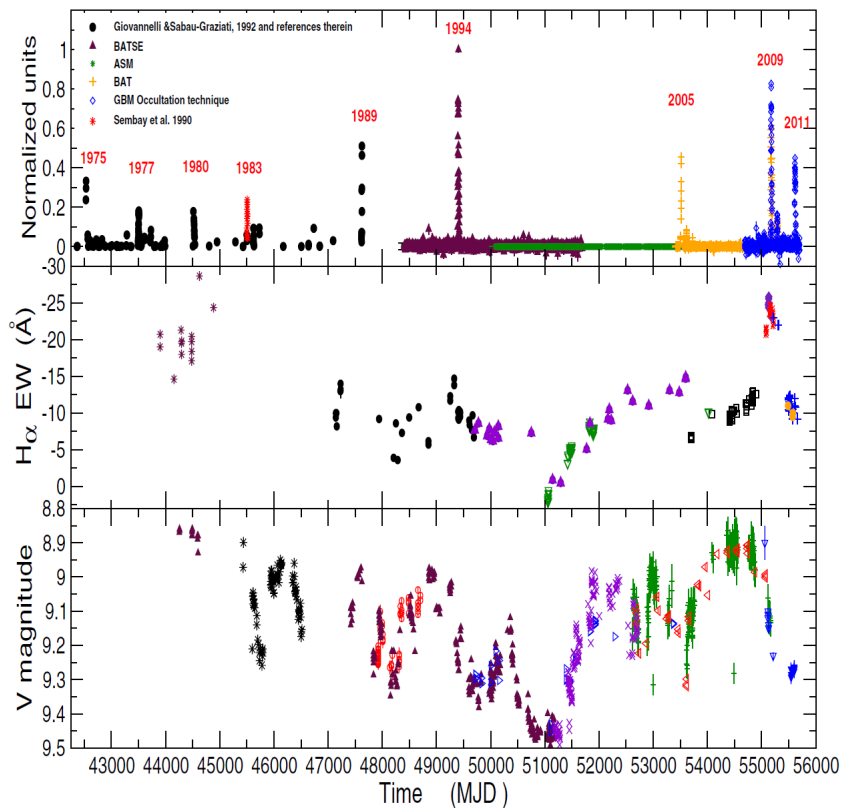 Giovannelli &Sabau-Graziati, 1992 and references therein
BATSE
ASM
BAT
GBM Occultation technique
Sembay et al. 1990
1975
1977
1980
1983
1989
1994
2005
2009
2011
Normalized units
1
0.8
0.6
0.4
0.2
0
Hα EW (Å)
-30
-25
-20
-15
-10
-5
0
V magnitude
8.8
8.9
9
9.1
9.2
9.3
9.4
9.5
43000 44000 45000 46000 47000 48000 49000 50000 51000 52000 53000 54000 55000 56000
Time (MJD )